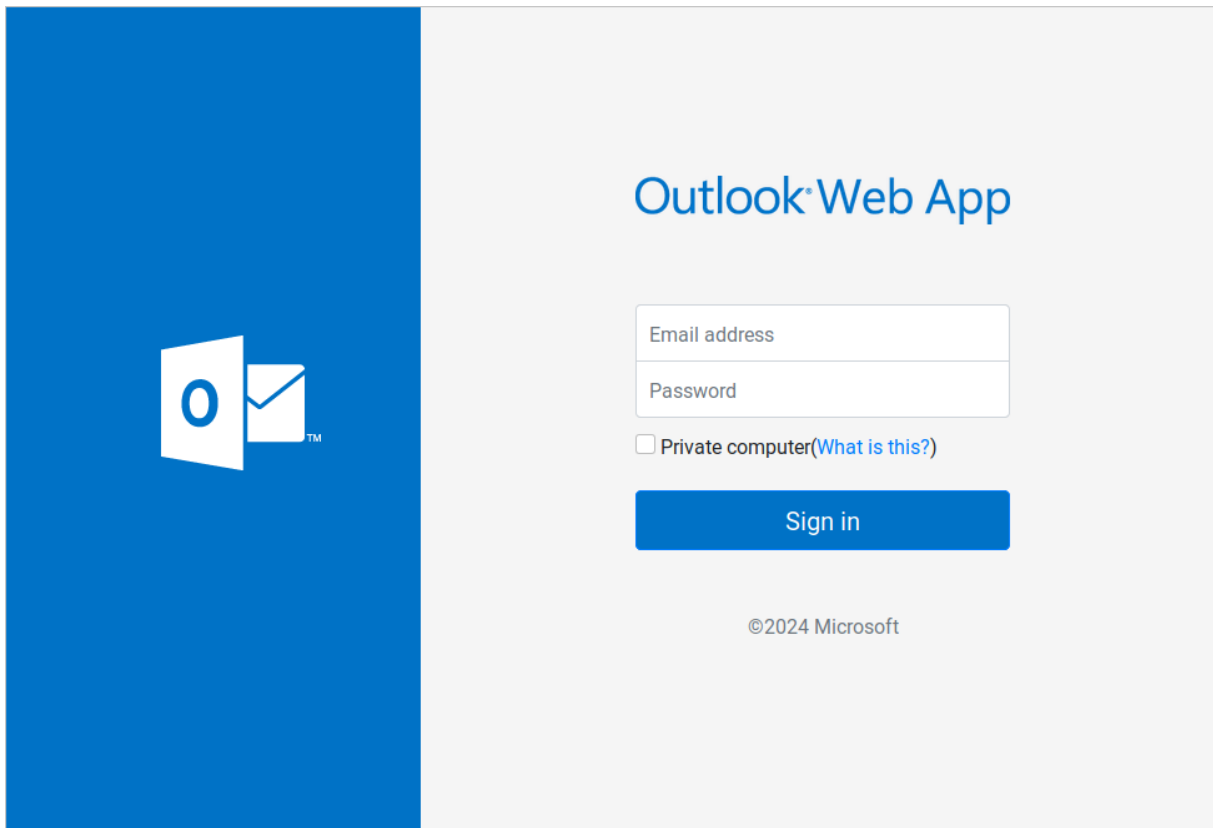 Outlook® Web App
Email address
Password
Private computer(What is this?)
O
TM
Sign in
©2024 Microsoft